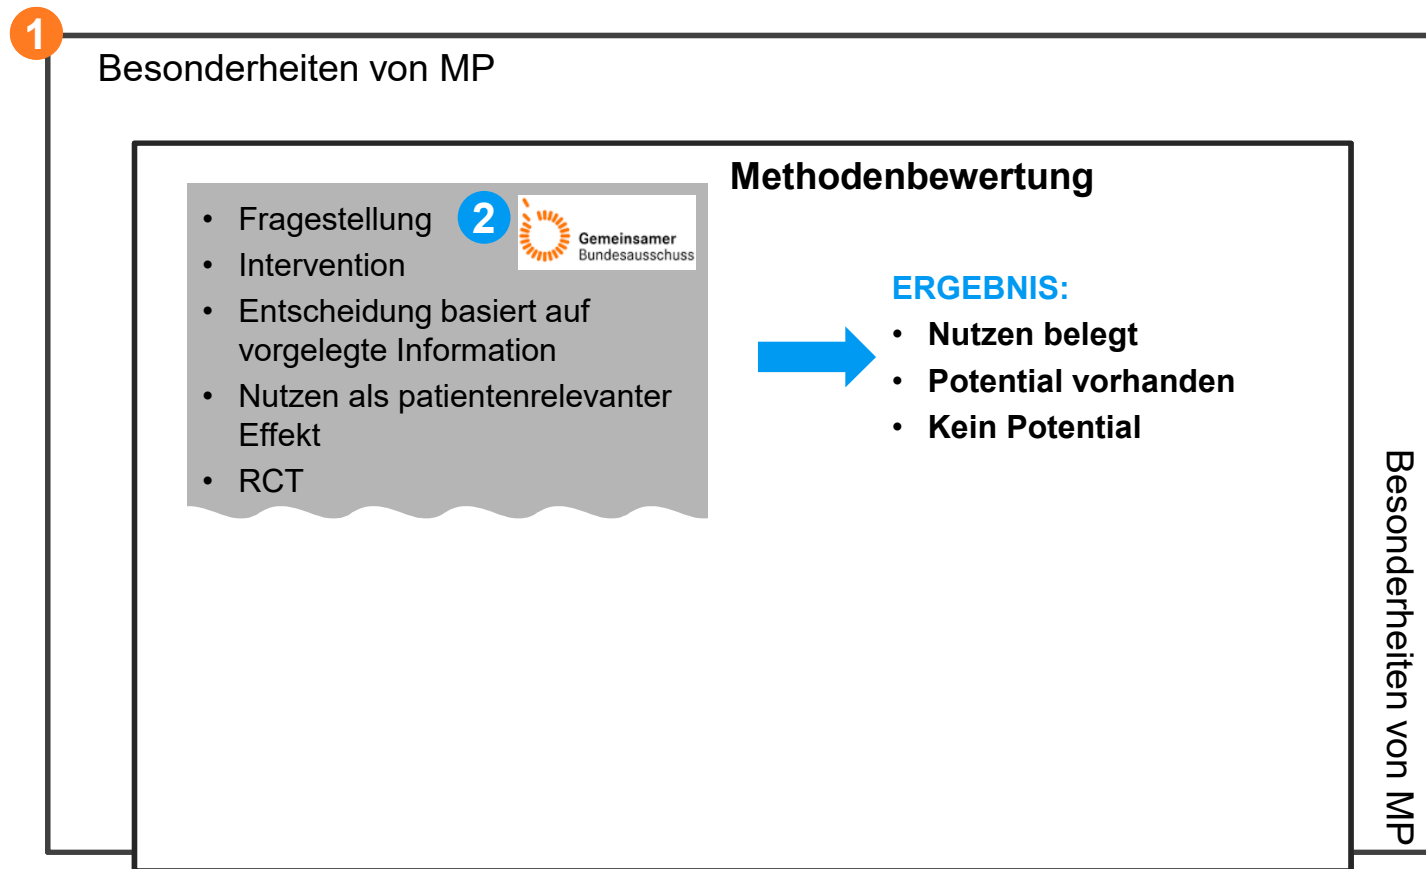 1
Besonderheiten von MP
Methodenbewertung
• Fragestellung
2
Gemeinsamer
Bundesausschuss
• Intervention
• Entscheidung basiert auf
vorgelegte Information
• Nutzen als patientenrelevanter
Effekt
• RCT
ERGEBNIS:
• Nutzen belegt
• Potential vorhanden
• Kein Potential
Besonderheiten von MP